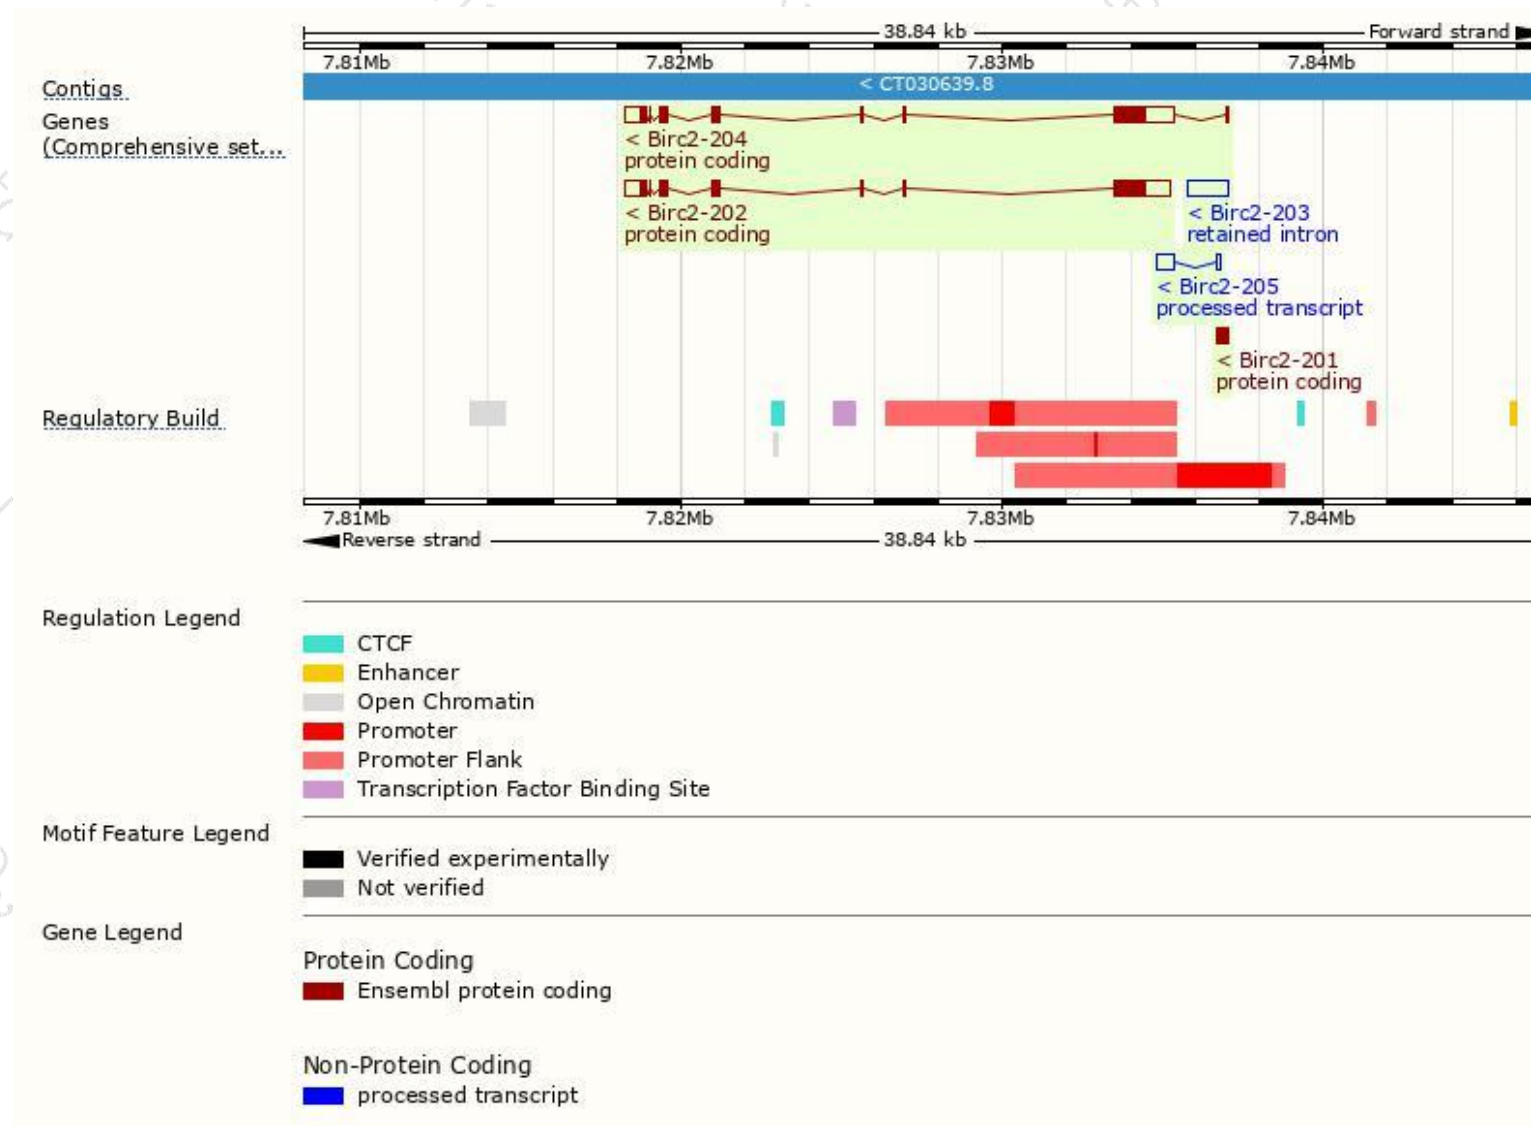 38.84 kb
Forward strand
7.81Mb 7.82Mb 7.83Mb 7.84Mb
Contigs
< CT030639.8
Genes
(Comprehensive set...
< Birc2-204
protein coding
< Birc2-202
protein coding
< Birc2-203
retained intron
< Birc2-205
processed transcript
< Birc2-201
protein coding
Regulatory Build
7.81Mb 7.82Mb 7.83Mb 7.84Mb
Reverse strand
38.84 kb
Regulation Legend
CTCF
Enhancer
Open Chromatin
Promoter
Promoter Flank
Transcription Factor Binding Site
Motif Feature Legend
Verified experimentally
Not verified
Gene Legend
Protein Coding
Ensembl protein coding
Non-Protein Coding
processed transcript